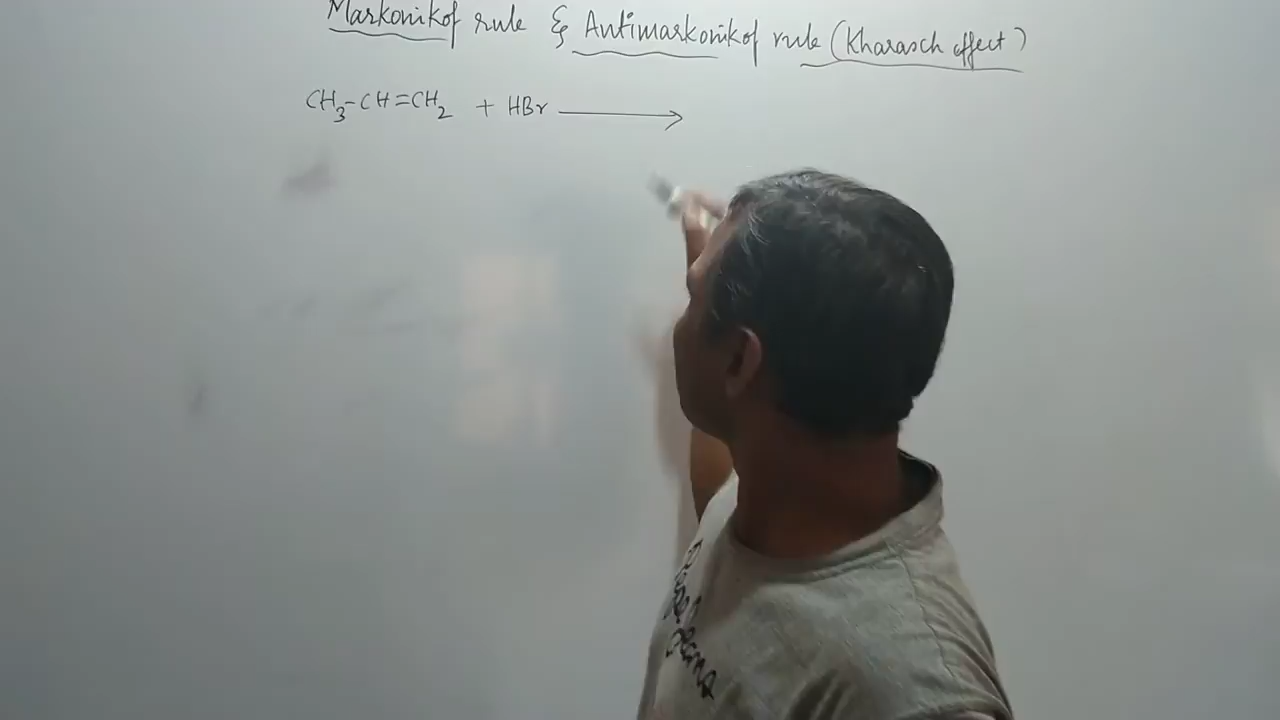 Markonikof rule & Antimarkonikof rule (Kharasch effect)
CH₃-CH=CH₂ + HBr ⟶